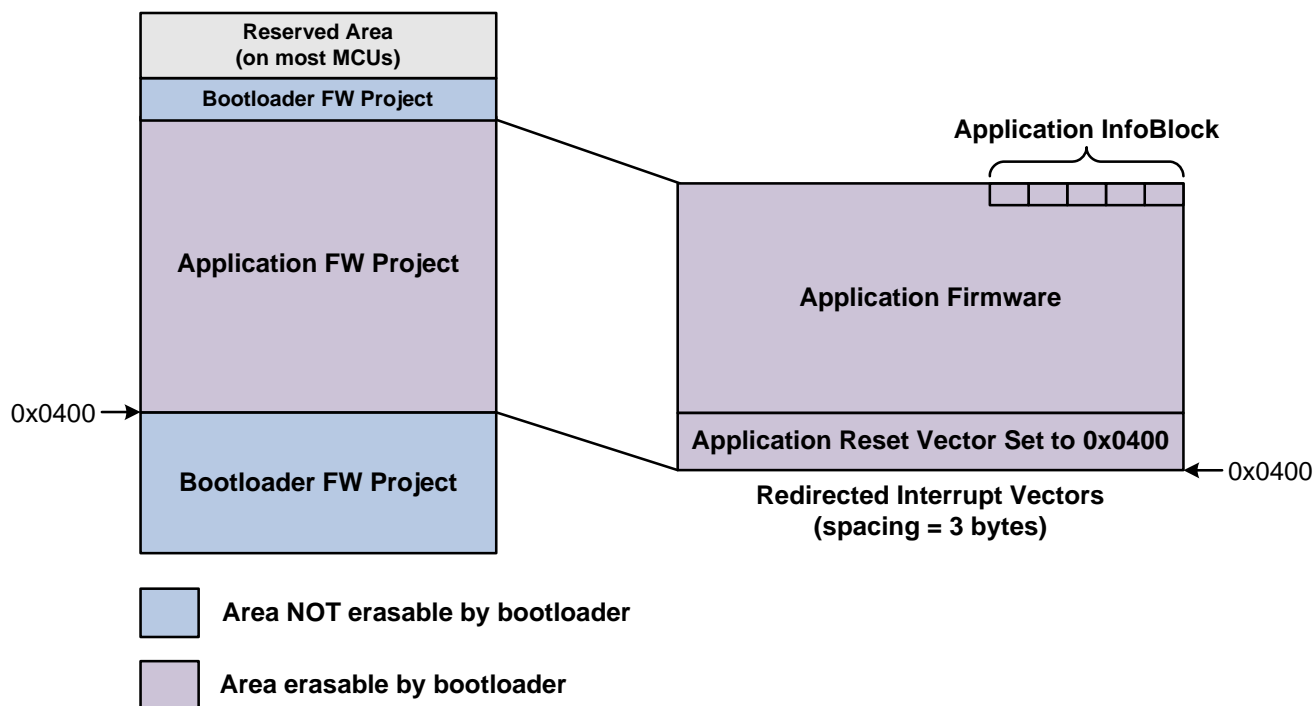 Reserved Area
(on most MCUs)
Bootloader FW Project
Application FW Project
0x0400
Bootloader FW Project
Application InfoBlock
Application Firmware
Application Reset Vector Set to 0x0400
0x0400
Redirected Interrupt Vectors
(spacing = 3 bytes)
Area NOT erasable by bootloader
Area erasable by bootloader